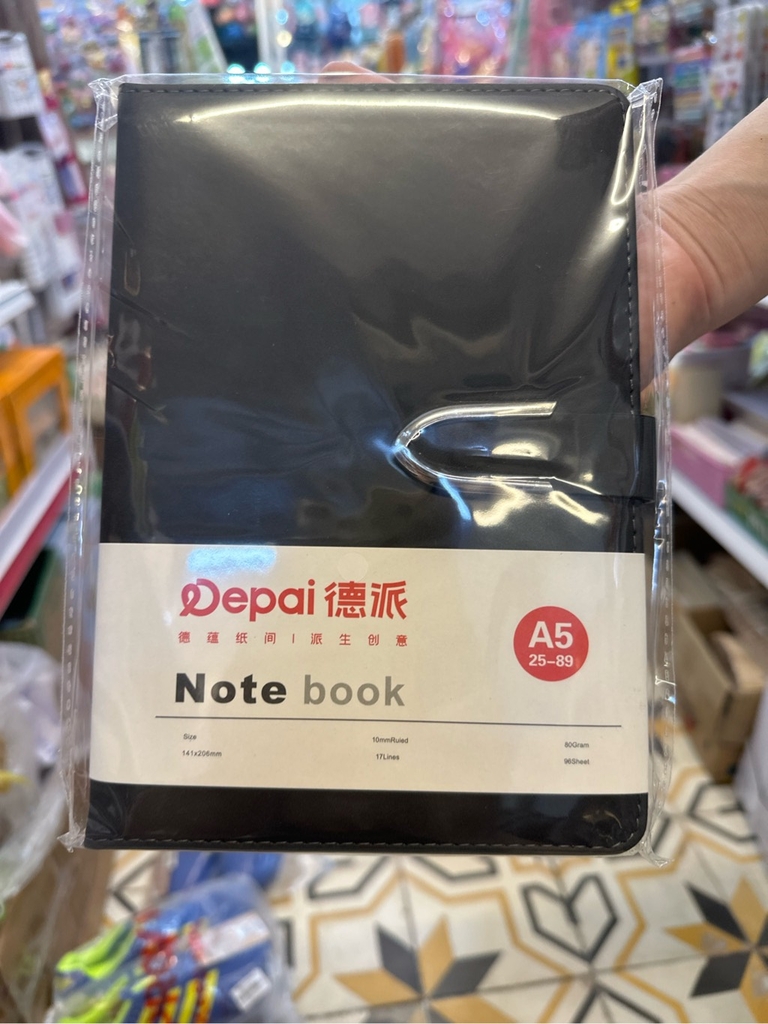 Depai 德派
德蕴纸间 | 派生创意
A5
25-89
Note book
Size
141x206mm
10mmRuled
17Lines
80Gram
96Sheet